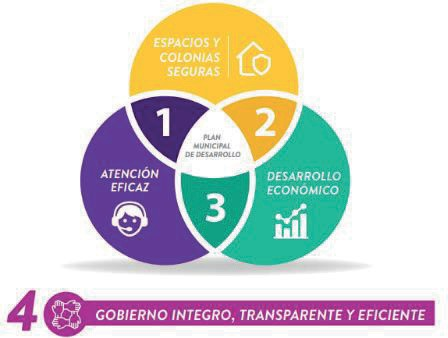 ESPACIOS Y
COLONIAS
SEGURAS
1
2
PLAN
MUNICIPAL
DE DESARROLLO
ATENCIÓN
EFICAZ
DESARROLLO
ECONÓMICO
3
4 GOBIERNO INTEGRO, TRANSPARENTE Y EFICIENTE